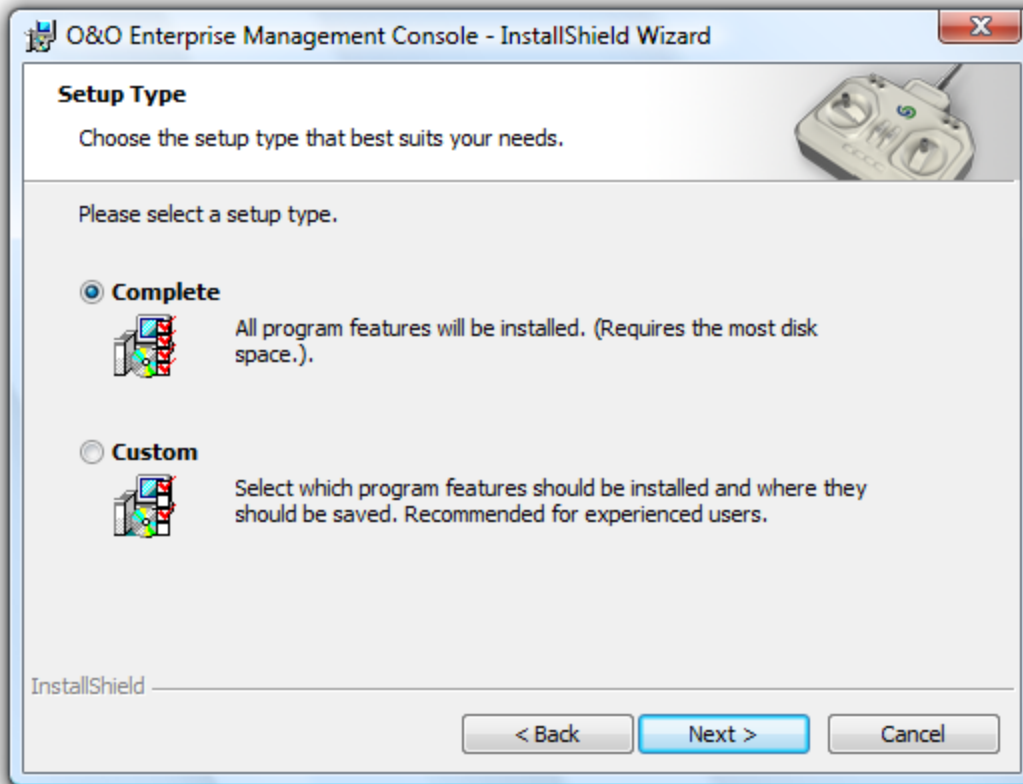 O&O Enterprise Management Console - InstallShield Wizard
Setup Type
Choose the setup type that best suits your needs.
Please select a setup type.
Complete
All program features will be installed. (Requires the most disk
space.).
Custom
Select which program features should be installed and where they
should be saved. Recommended for experienced users.
InstallShield
< Back
Next >
Cancel